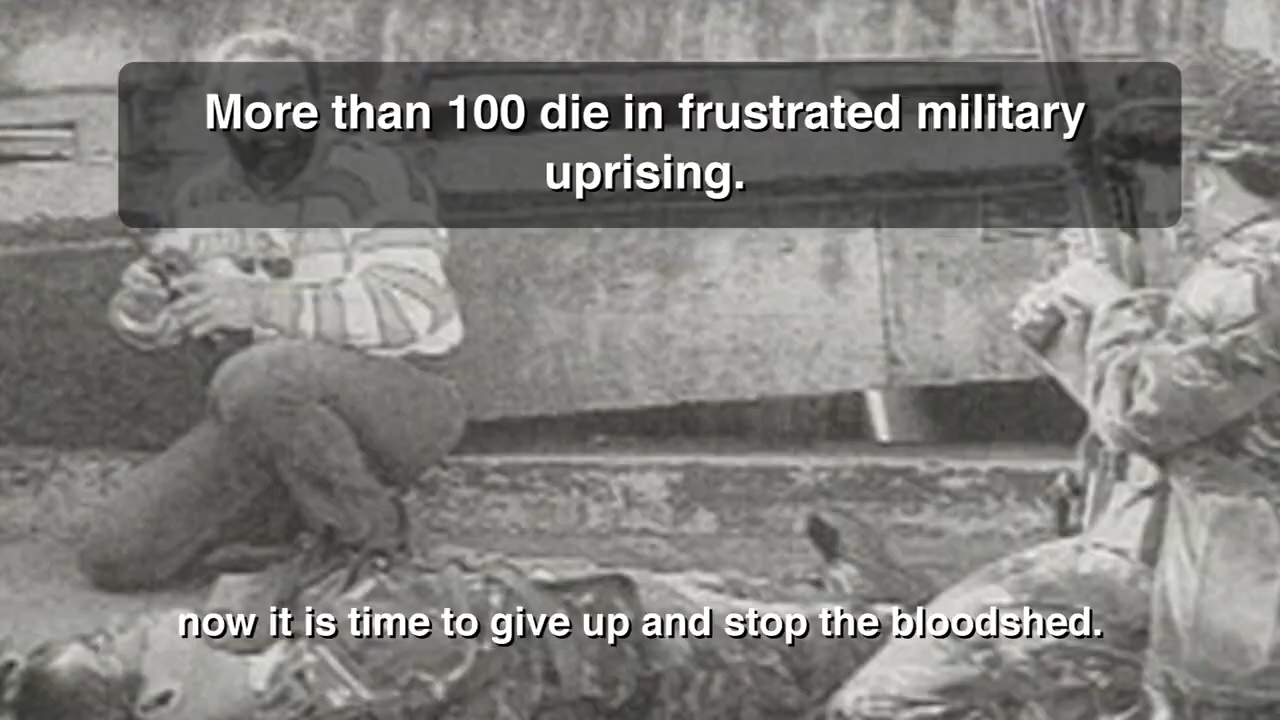 More than 100 die in frustrated military
uprising.
now it is time to give up and stop the bloodshed.